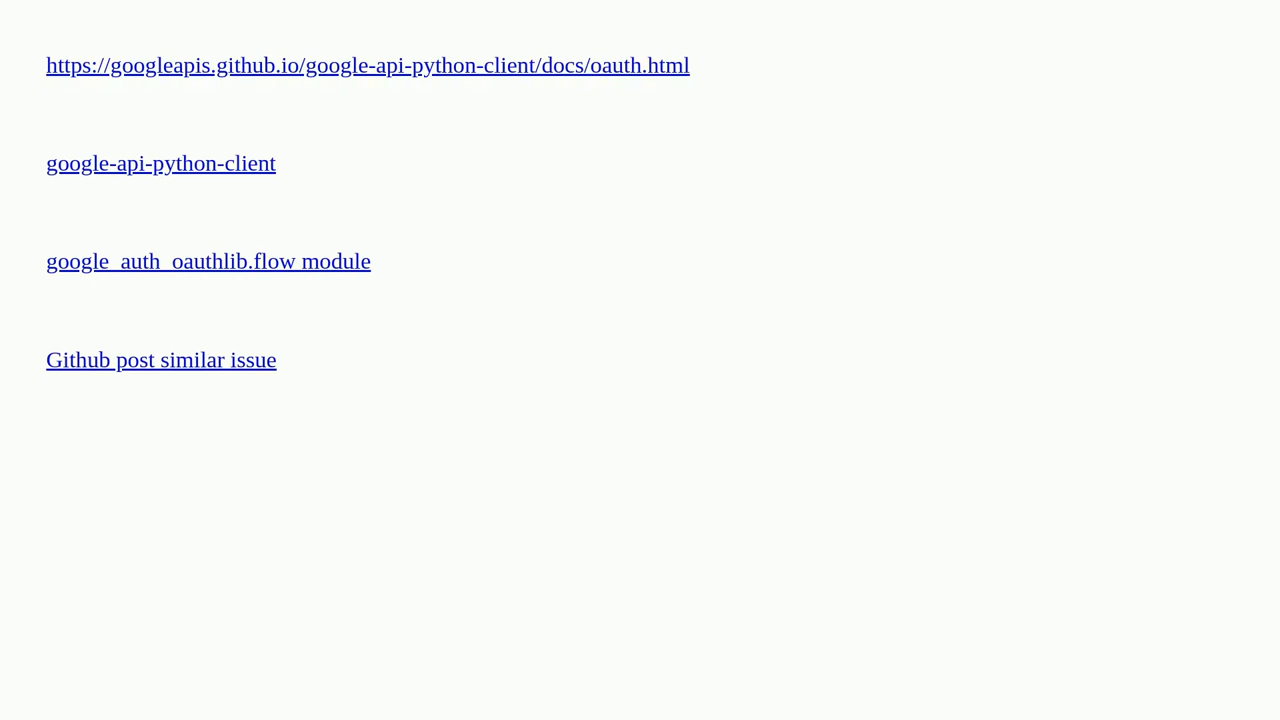 https://googleapis.github.io/google-api-python-client/docs/oauth.html
google-api-python-client
google_auth_oauthlib.flow module
Github post similar issue